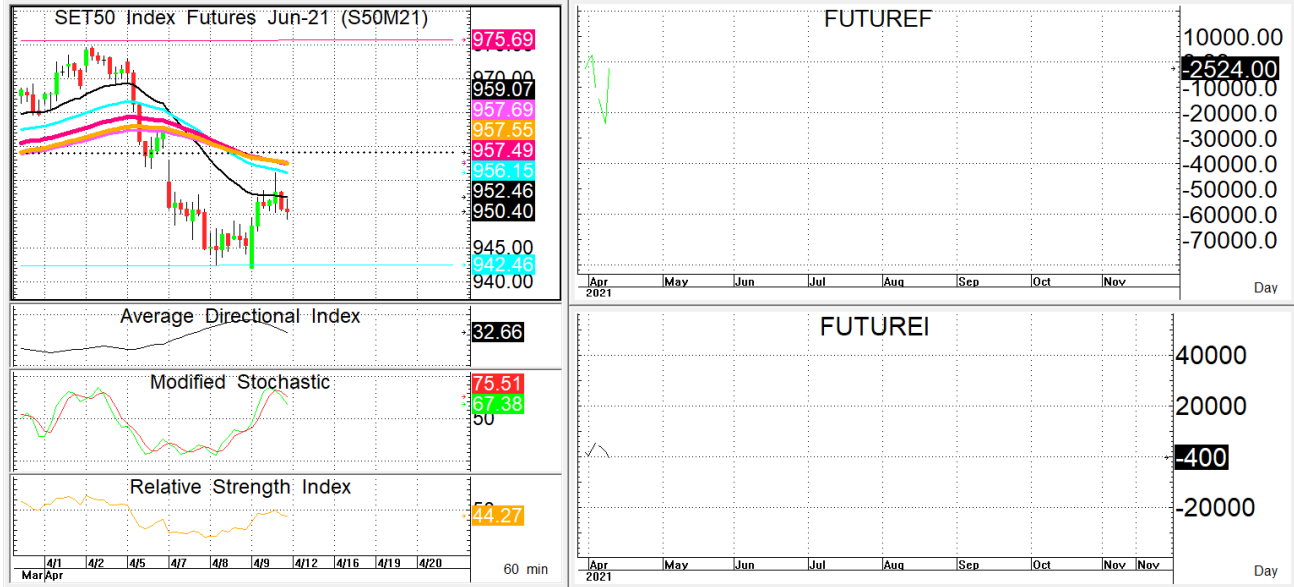 SET50 Index Futures Jun-21 (S50M21)
975.69
970.00
959.07
957.69
957.55
957.49
956.15
952.46
950.40
945.00
942.46
940.00
Average Directional Index
32.66
Modified Stochastic
75.51
67.38
50
Relative Strength Index
50
44.27
4/1 4/2 4/5 4/7 4/8 4/9 4/12 4/16 4/19 4/20
Mar Apr
60 min
FUTUREF
10000.00
-2524.00
-10000.0
-20000.0
-30000.0
-40000.0
-50000.0
-60000.0
-70000.0
Apr May Jun Jul Aug Sep Oct Nov
2021
Day
FUTUREI
40000
20000
-400
-20000
Apr May Jun Jul Aug Sep Oct Nov Nov
2021
Day